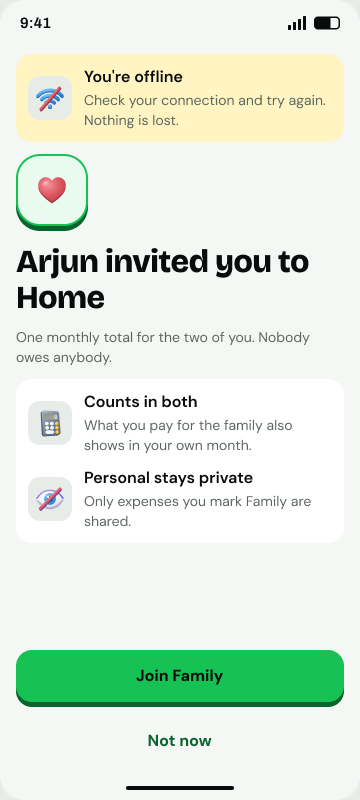 9:41
You're offline
Check your connection and try again.
Nothing is lost.
Arjun invited you to
Home
One monthly total for the two of you. Nobody
owes anybody.
Counts in both
What you pay for the family also
shows in your own month.
Personal stays private
Only expenses you mark Family are
shared.
Join Family
Not now